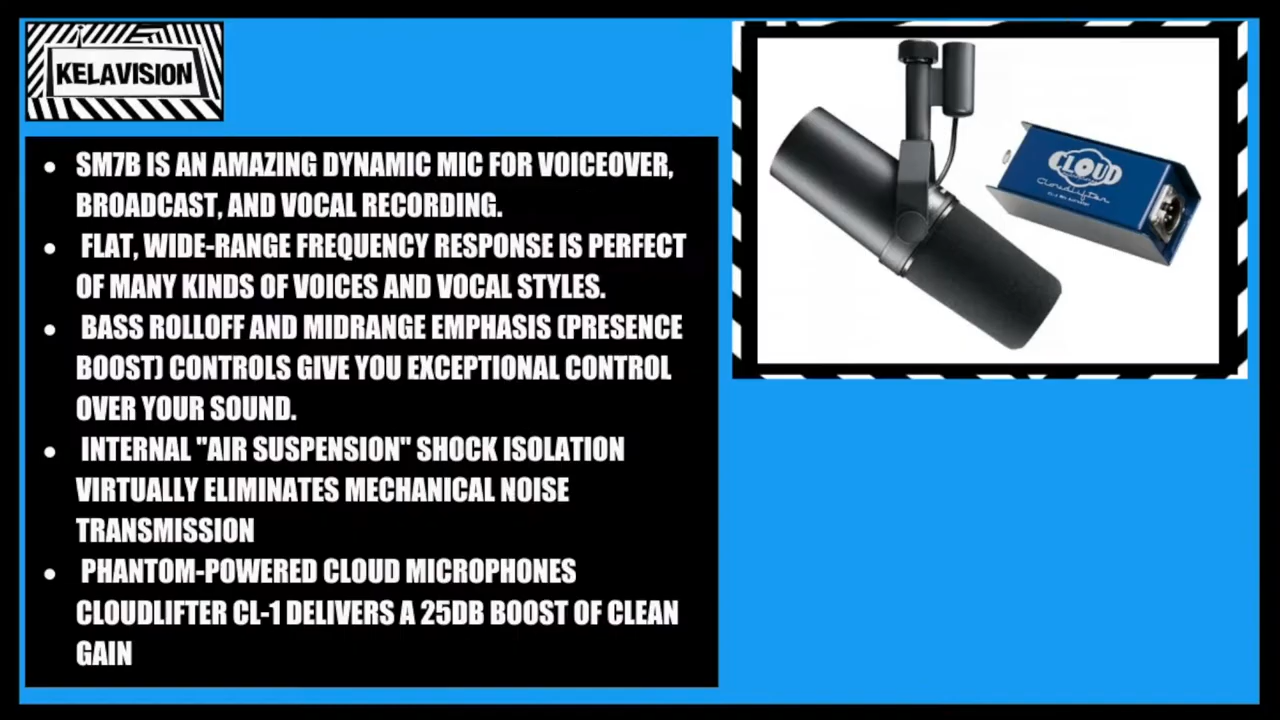 KELAVISION
SM7B IS AN AMAZING DYNAMIC MIC FOR VOICEOVER,
BROADCAST, AND VOCAL RECORDING.
FLAT, WIDE-RANGE FREQUENCY RESPONSE IS PERFECT
OF MANY KINDS OF VOICES AND VOCAL STYLES.
BASS ROLLOFF AND MIDRANGE EMPHASIS (PRESENCE
BOOST) CONTROLS GIVE YOU EXCEPTIONAL CONTROL
OVER YOUR SOUND.
INTERNAL "AIR SUSPENSION" SHOCK ISOLATION
VIRTUALLY ELIMINATES MECHANICAL NOISE
TRANSMISSION
PHANTOM-POWERED CLOUD MICROPHONES
CLOUDLIFTER CL-1 DELIVERS A 25DB BOOST OF CLEAN
GAIN
CLOUD
Cloudlifter